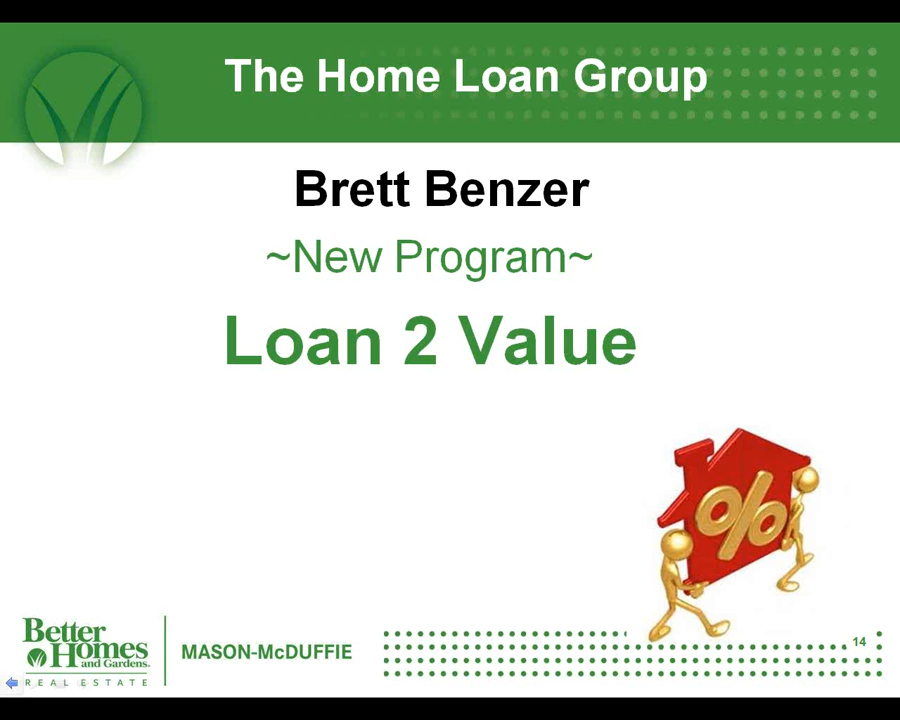 The Home Loan Group
Brett Benzer
~New Program~
Loan 2 Value
%
Better
Homes
and Gardens.
REAL ESTATE
MASON-McDUFFIE
14